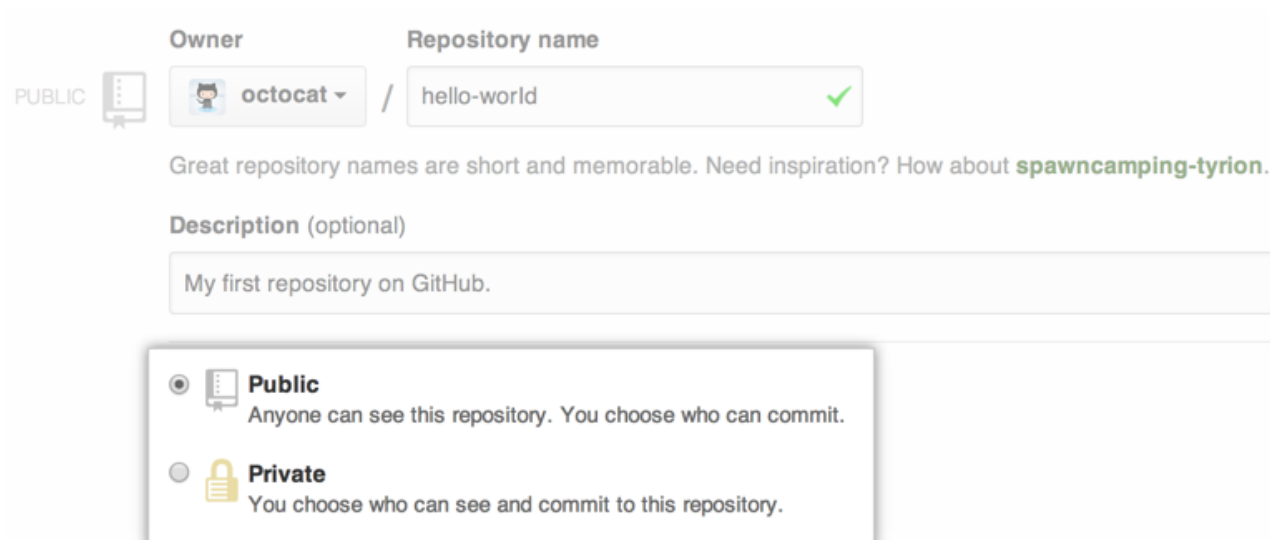 Owner Repository name
PUBLIC octocat / hello-world
Great repository names are short and memorable. Need inspiration? How about spawncamping-tyrion.
Description (optional)
My first repository on GitHub.
Public
Anyone can see this repository. You choose who can commit.
Private
You choose who can see and commit to this repository.